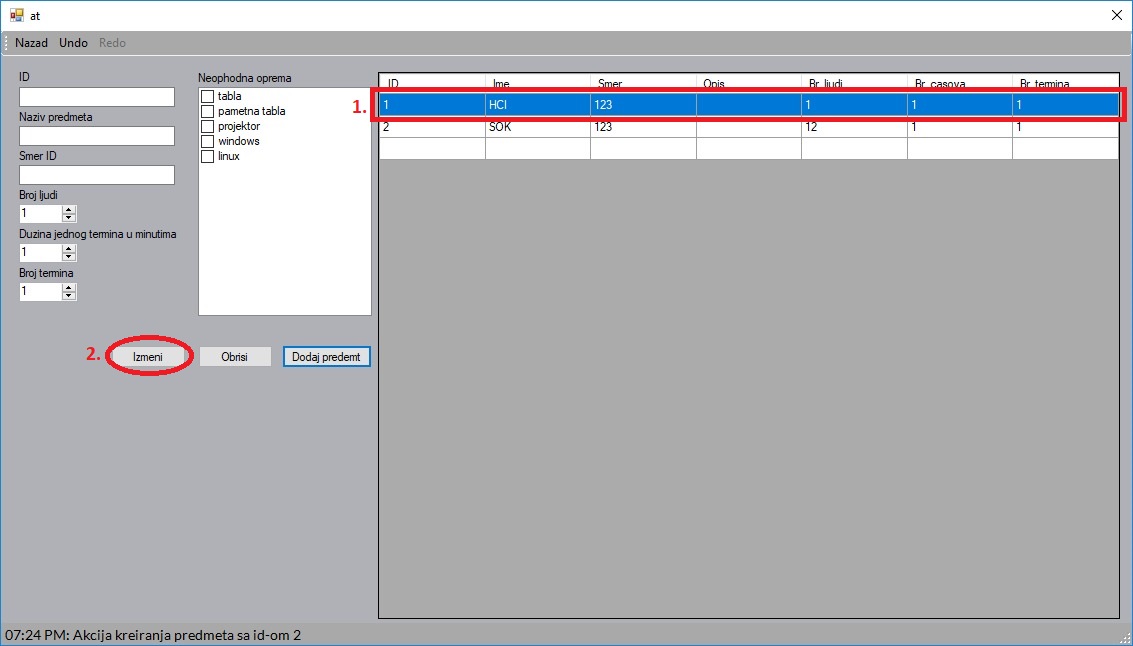 at
Nazad Undo Redo
ID
Naziv predmeta
Smer ID
Broj ljudi
1
Duzina jednog termina u minutima
1
Broj termina
1
Neophodna oprema
tabla
pametna tabla
projektor
windows
linux
2. Izmeni Obrisi Dodaj predemt
ID Ime Smer Opis Br. ljudi Br. casova Br. termina
1. 1 HCI 123 1 1 1
2 SOK 123 12 1 1
07:24 PM: Akcija kreiranja predmeta sa id-om 2